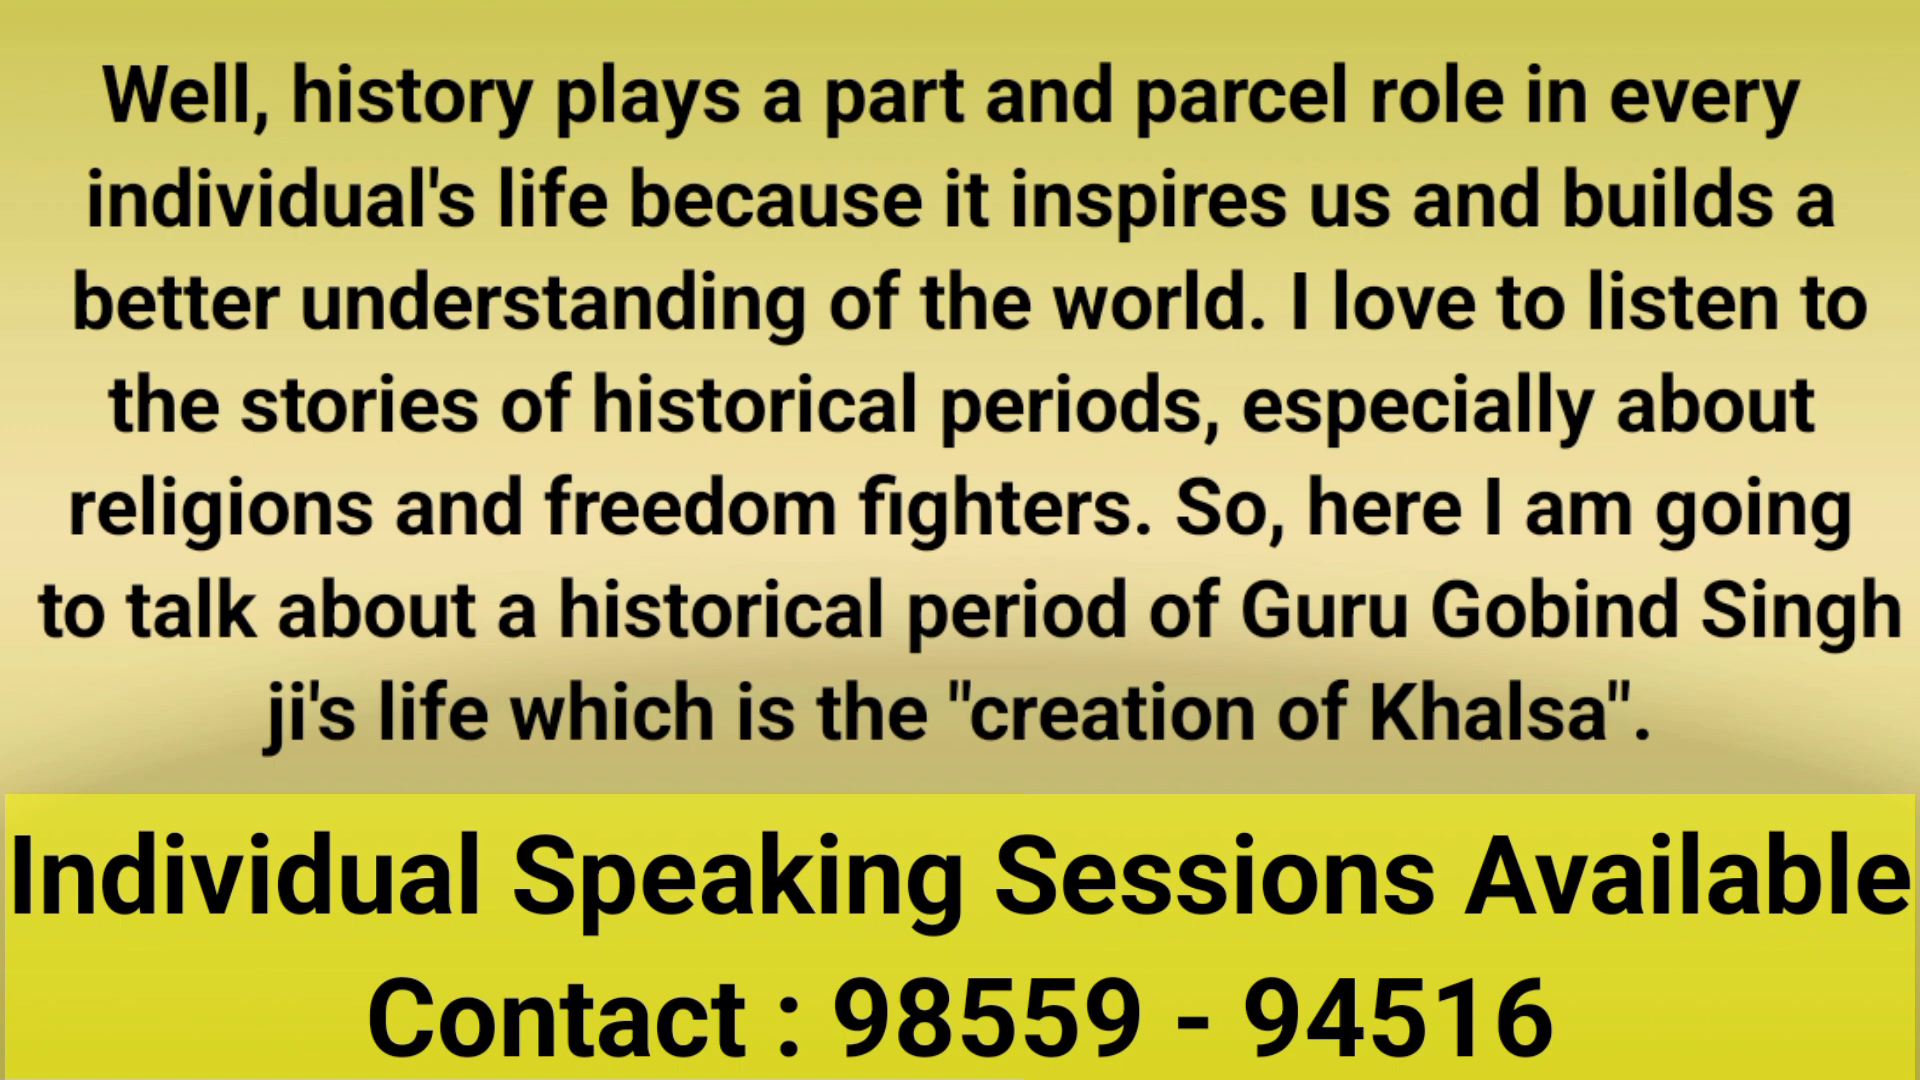 Well, history plays a part and parcel role in every
individual's life because it inspires us and builds a
better understanding of the world. I love to listen to
the stories of historical periods, especially about
religions and freedom fighters. So, here I am going
to talk about a historical period of Guru Gobind Singh
ji's life which is the "creation of Khalsa".
Individual Speaking Sessions Available
Contact : 98559 - 94516